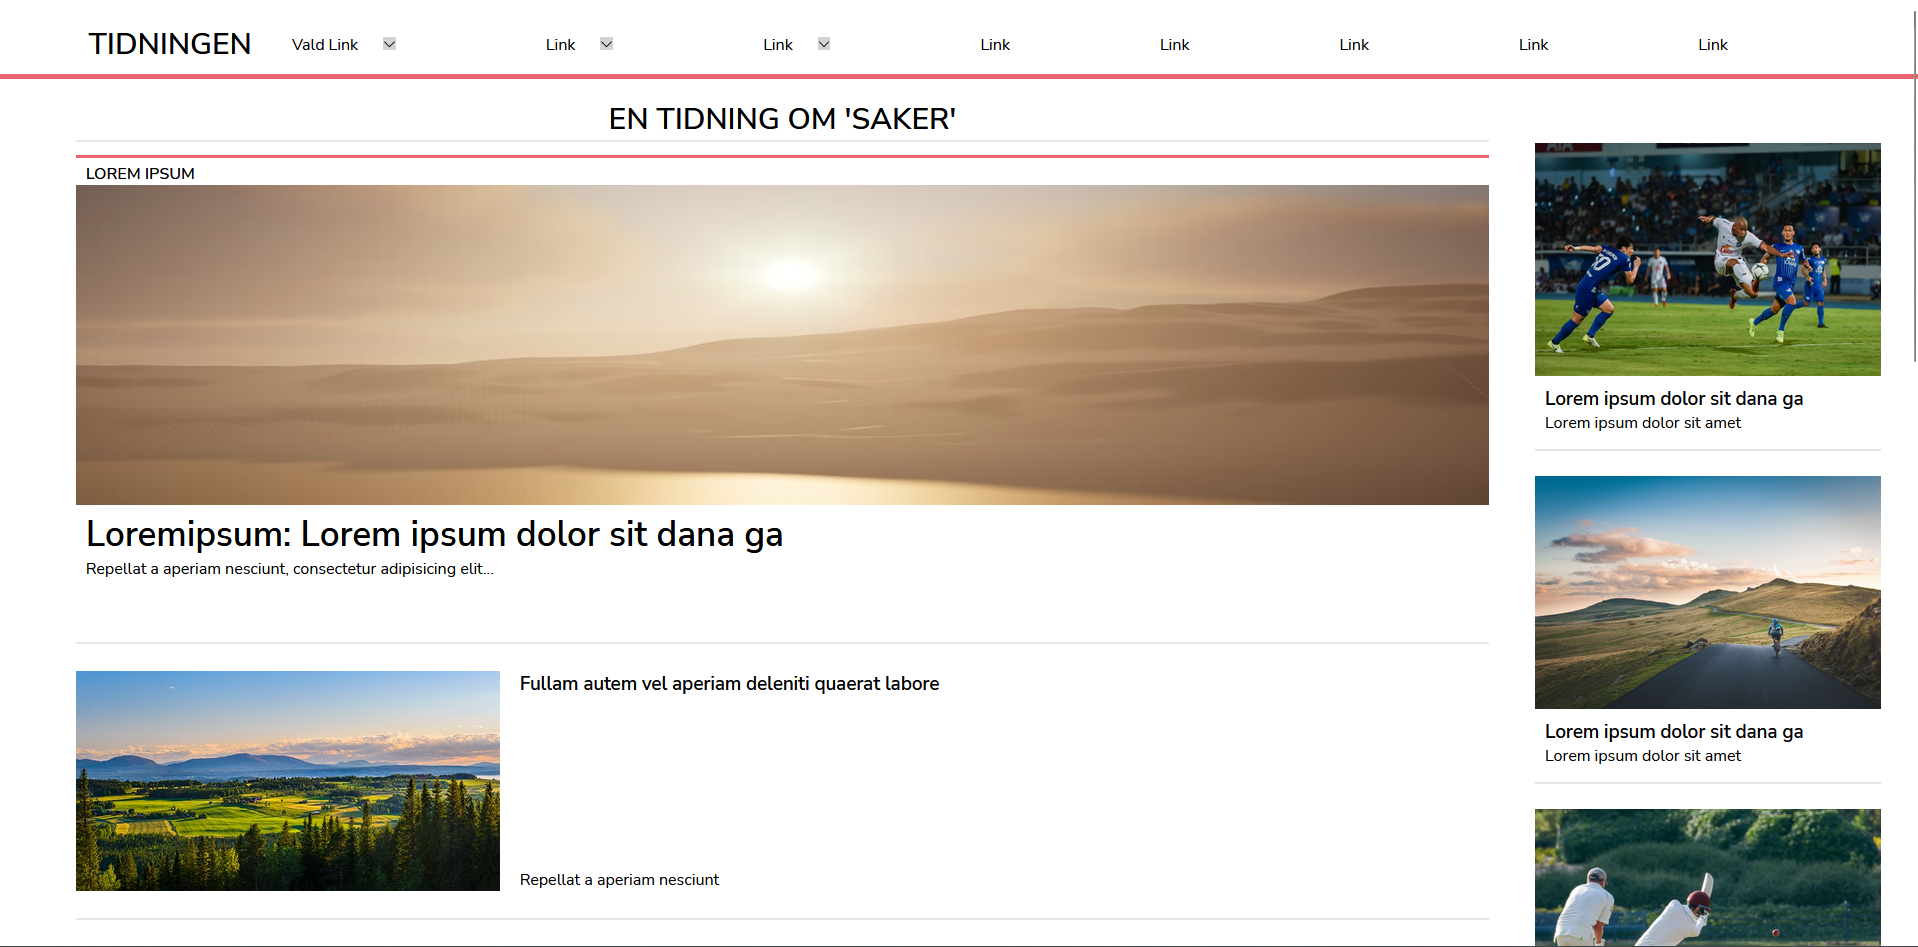 TIDNINGEN Vald Link Link Link Link Link Link Link Link
EN TIDNING OM 'SAKER'
LOREM IPSUM
Loremipsum: Lorem ipsum dolor sit dana ga
Repellat a aperiam nesciunt, consectetur adipisicing elit...
Fullam autem vel aperiam deleniti quaerat labore
Repellat a aperiam nesciunt
Lorem ipsum dolor sit dana ga
Lorem ipsum dolor sit amet
Lorem ipsum dolor sit dana ga
Lorem ipsum dolor sit amet